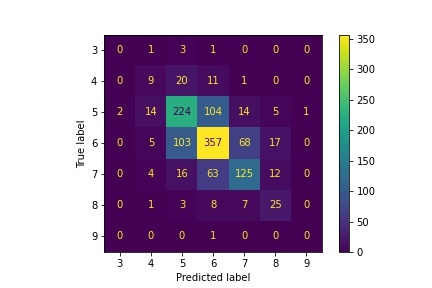 3 0 1 3 1 0 0 0 350
4 0 9 20 11 1 0 0 300
5 2 14 224 104 14 5 1 250
True label 6 0 5 103 357 68 17 0 200
150
7 0 4 16 63 125 12 0 100
8 0 1 3 8 7 25 0 50
9 0 0 0 1 0 0 0 0
3 4 5 6 7 8 9
Predicted label